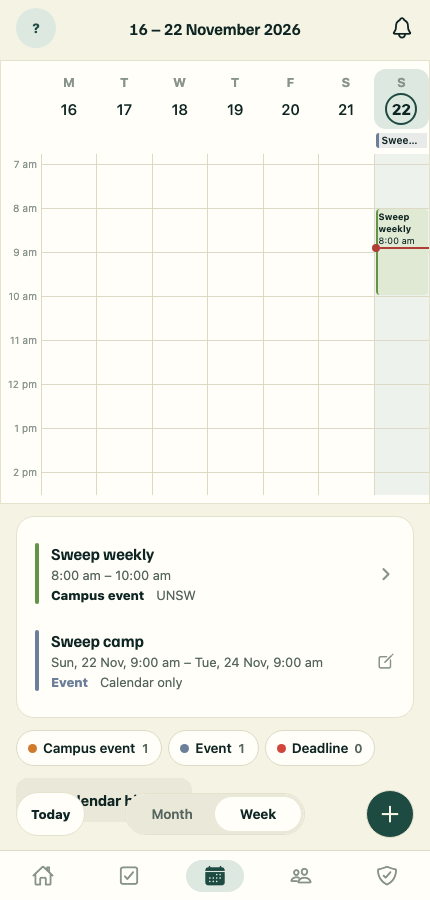 ?
16 – 22 November 2026
M T W T F S S
16 17 18 19 20 21 22
Swee...
7 am
8 am
Sweep
weekly
8:00 am
9 am
10 am
11 am
12 pm
1 pm
2 pm
Sweep weekly
8:00 am – 10:00 am
Campus event UNSW
Sweep camp
Sun, 22 Nov, 9:00 am – Tue, 24 Nov, 9:00 am
Event Calendar only
Campus event 1 Event 1 Deadline 0
Today Month Week